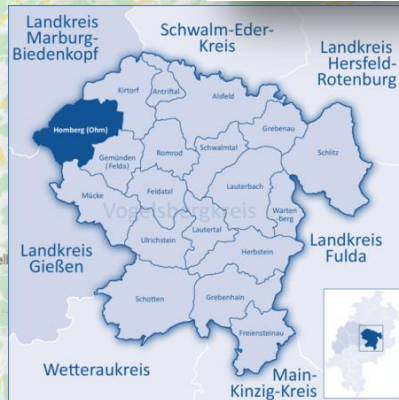 Landkreis
Marburg-
Biedenkopf
Schwalm-Eder-
Kreis
Landkreis
Hersfeld-
Rotenburg
Kirtorf
Antriftal
Alsfeld
Homberg (Ohm)
Grebenau
Gemünden
(Felda)
Romrod
Schwalmtal
Schlitz
Mücke
Feldatal
Lauterbach
Vogelsbergkreis
Warten
berg
Ulrichstein
Lautertal
Landkreis
Gießen
Herbstein
Landkreis
Fulda
Schotten
Grebenhain
Freiensteinau
Wetteraukreis
Main-
Kinzig-Kreis